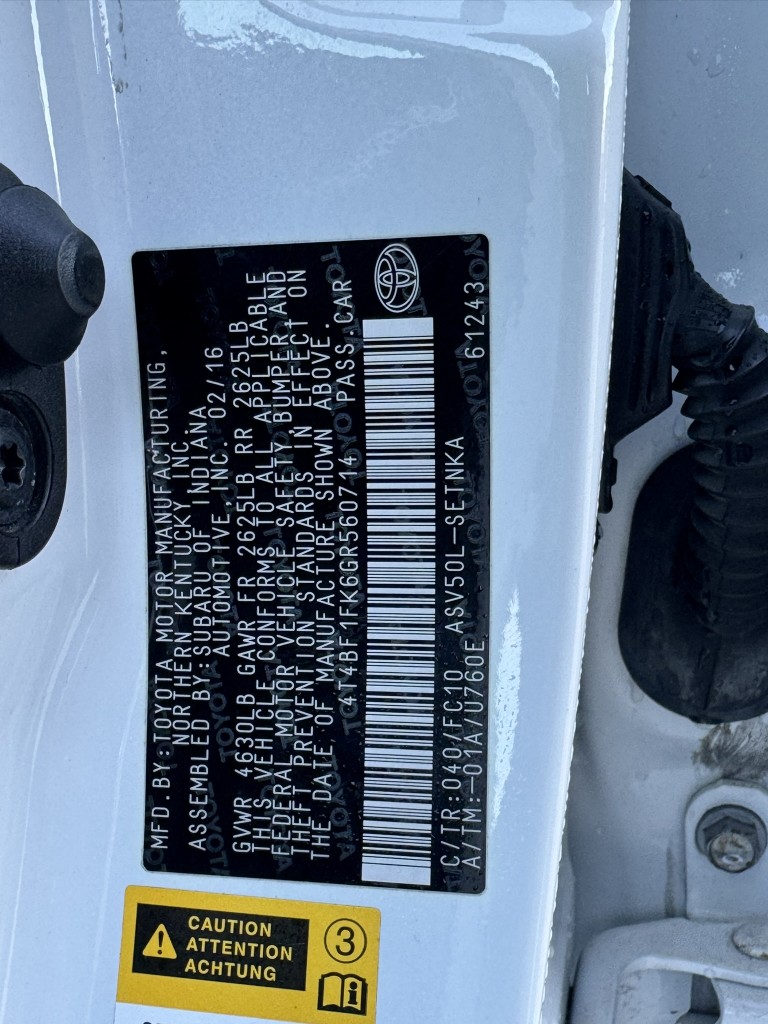 MFD.BY:TOYOTA MOTOR MANUFACTURING,
NORTHERN KENTUCKY INC.
ASSEMBLED BY:SUBARU OF INDIANA
AUTOMOTIVE,INC. 02/16
GVWR 4630LB GAWR FR 2625LB RR 2625LB
THIS VEHICLE CONFORMS TO ALL APPLICABLE
FEDERAL MOTOR VEHICLE SAFETY BUMPER AND
THEFT PREVENTION STANDARDS IN EFFECT ON
THE DATE OF MANUFACTURE SHOWN ABOVE.
4T4BF1FK6GR560714 PASS.CAR
C/TR:040/FC10 ASV50L-SETNKA
A/TM:-01A/U760E 61243
CAUTION
ATTENTION
ACHTUNG
3